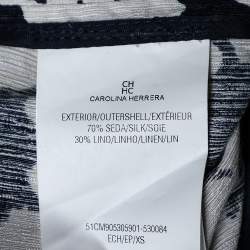 CH
HC
CAROLINA HERRERA
EXTERIOR/OUTERSHELL/EXTÉRIEUR
70% SEDA/SILK/SOIE
30% LINO/LINHO/LINEN/LIN
51CM905305901-530084
ECH/EP/XS